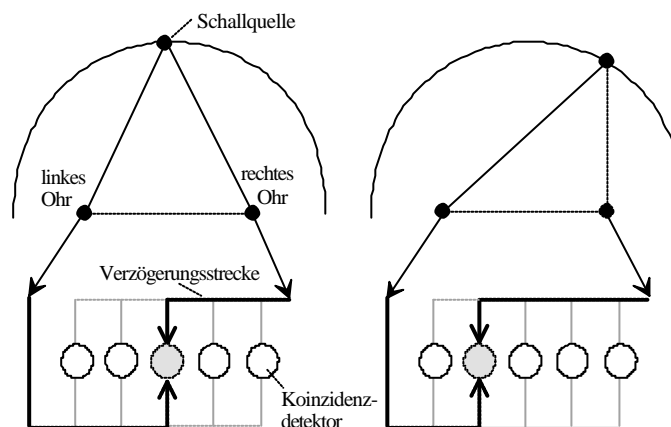 Schallquelle
linkes
Ohr
rechtes
Ohr
Verzögerungsstrecke
Koinzidenz-
detektor